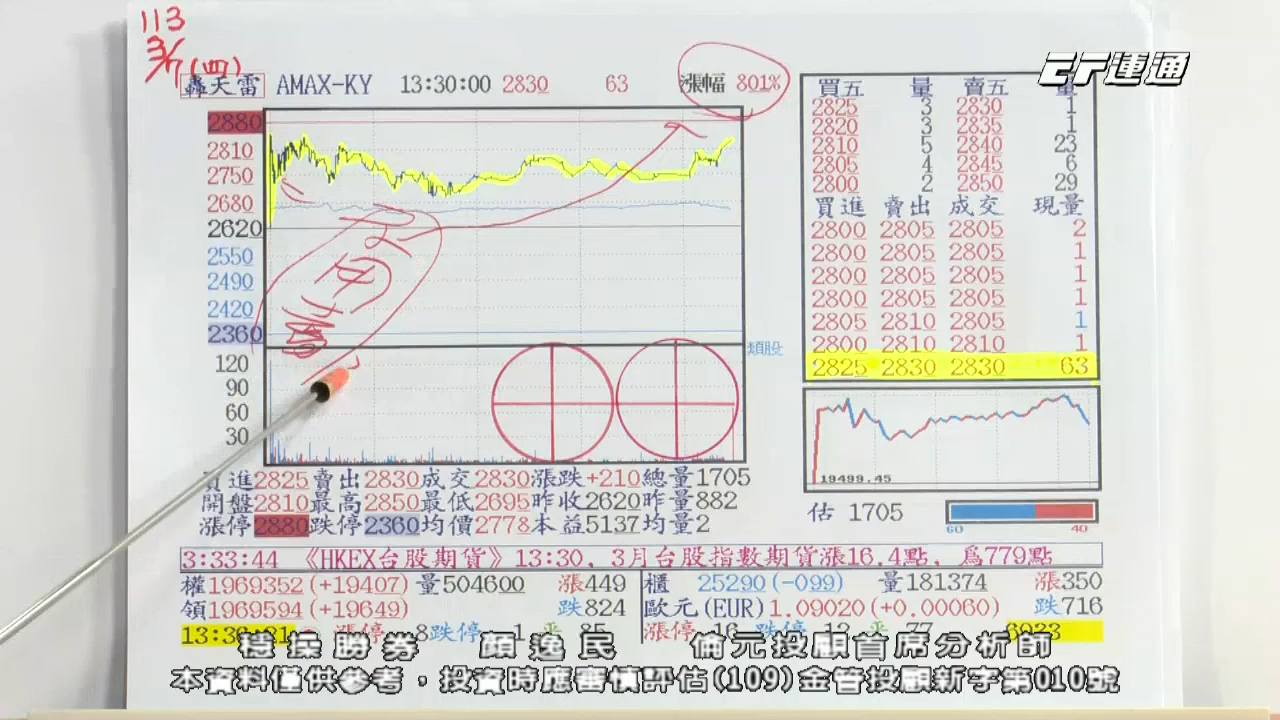 113
3/7(四)
運通
轟天雷 AMAX-KY 13:30:00 2830 63 漲幅 801%
2880
2810
2750
2680
2620
2550
2490
2420
2360
120
90
60
30
類股
買五 量 賣五 量
2825 3 2830 1
2820 3 2835 1
2810 5 2840 23
2805 4 2845 6
2800 2 2850 29
買進 賣出 成交 現量
2800 2805 2805 2
2800 2805 2805 1
2800 2805 2805 1
2800 2805 2805 1
2805 2810 2805 1
2800 2810 2810 1
2825 2830 2830 63
19499.45
估 1705
60 40
買進2825賣出2830成交2830漲跌+210總量1705
開盤2810最高2850最低2695昨收2620昨量882
漲停2880跌停2360均價2778本益5137均量2
3:33:44 《HKEX台股期貨》13:30, 3月台股指數期貨漲16.4點, 為779點
權1969352(+19407)量504600 漲449
領1969594(+19649) 跌824
櫃 25290(-099) 量181374 漲350
歐元(EUR)1.09020(+0.00060) 跌716
穩操勝券 顏逸民 倫元投顧首席分析師
本資料僅供參考，投資時應審慎評估(109)金管投顧新字第010號